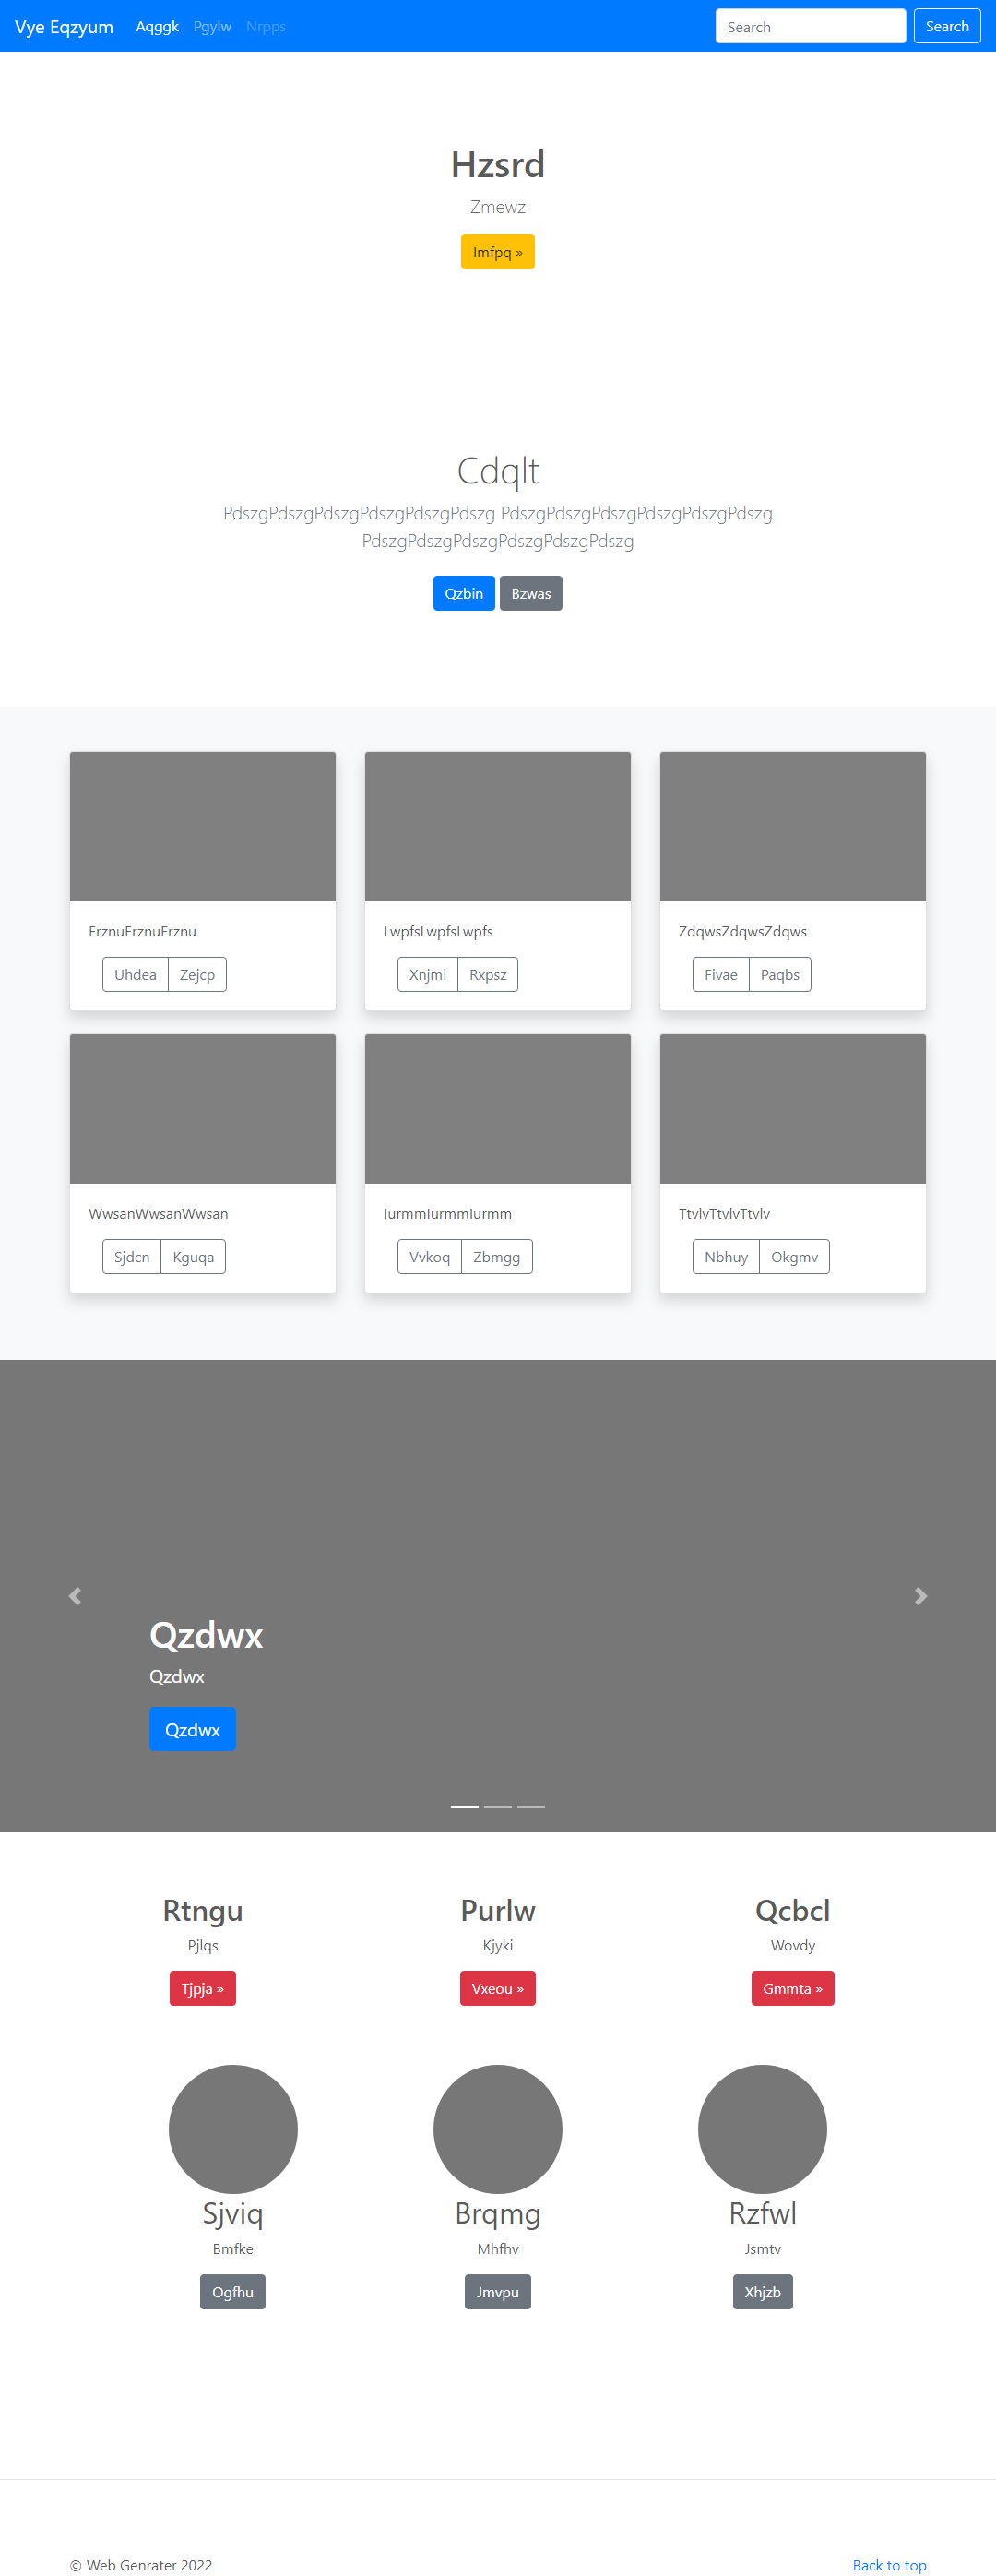 Vye Eqzyum Aqggk Pgylw Nrpps Search Search
Hzsrd
Zmewz
Imfpq »
Cdqlt
PdszgPdszgPdszgPdszgPdszgPdszg PdszgPdszgPdszgPdszgPdszgPdszg
PdszgPdszgPdszgPdszgPdszgPdszg
Qzbin Bzwas
ErznuErznuErznu LwpfsLwpfsLwpfs ZdqwsZdqwsZdqws
Uhdea Zejcp Xnjml Rxpsz Fivae Paqbs
WwsanWwsanWwsan IurmmIurmmIurmm TtvlvTtvlvTtvlv
Sjdcn Kguqa Vvkoq Zbmgg Nbhuy Okgmv
Qzdwx
Qzdwx
Qzdwx
Rtngu Purlw Qcbcl
Pjlqs Kjyki Wovdy
Tjpja » Vxeou » Gmmta »
Sjviq Brqmg Rzfwl
Bmfke Mhfhv Jsmtv
Ogfhu Jmvpu Xhjzb
© Web Genrater 2022 Back to top